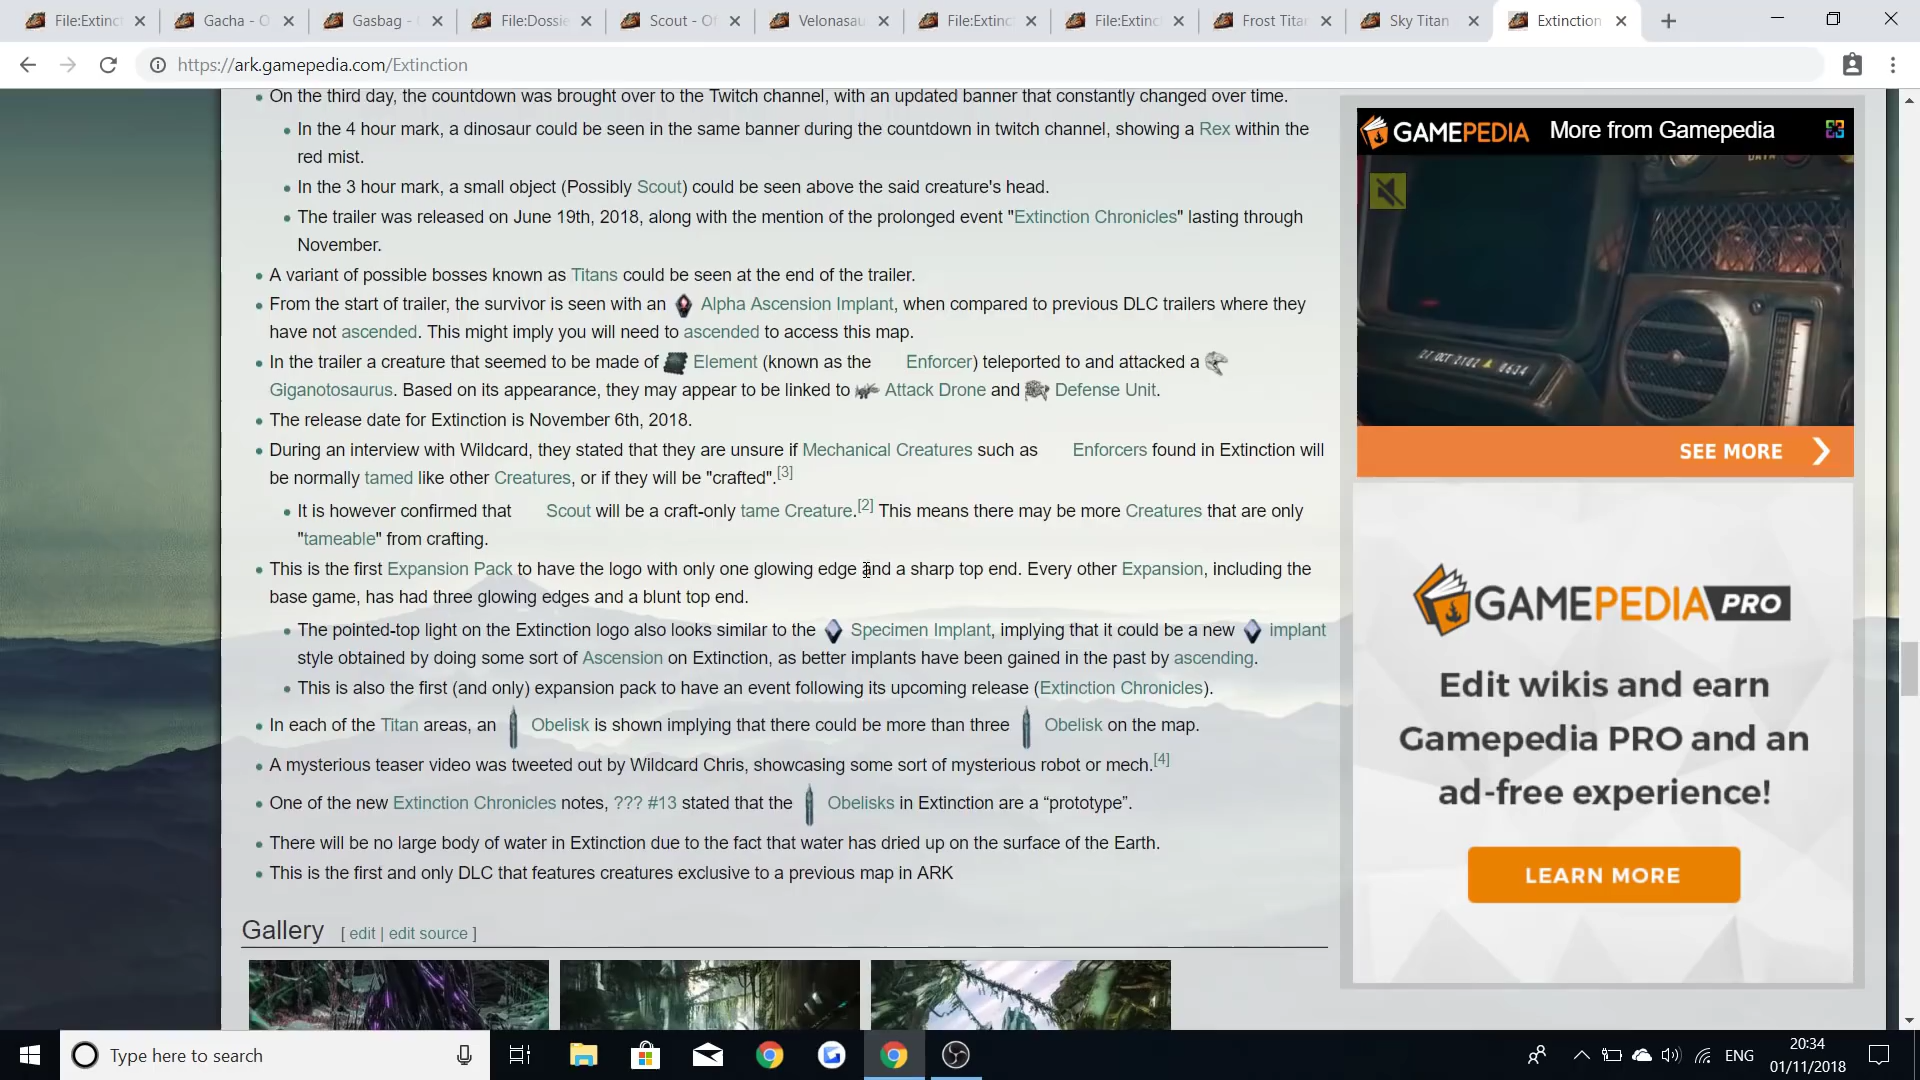 File:Extinct
Gacha - O
Gasbag -
File:Dossie
Scout - Of
Velonasau
File:Extinc
File:Extinc
Frost Titan
Sky Titan
Extinction
https://ark.gamepedia.com/Extinction
On the third day, the countdown was brought over to the Twitch channel, with an updated banner that constantly changed over time.
In the 4 hour mark, a dinosaur could be seen in the same banner during the countdown in twitch channel, showing a Rex within the
red mist.
In the 3 hour mark, a small object (Possibly Scout) could be seen above the said creature's head.
The trailer was released on June 19th, 2018, along with the mention of the prolonged event "Extinction Chronicles" lasting through
November.
A variant of possible bosses known as Titans could be seen at the end of the trailer.
From the start of trailer, the survivor is seen with an Alpha Ascension Implant, when compared to previous DLC trailers where they
have not ascended. This might imply you will need to ascended to access this map.
In the trailer a creature that seemed to be made of Element (known as the Enforcer) teleported to and attacked a
Giganotosaurus. Based on its appearance, they may appear to be linked to Attack Drone and Defense Unit.
The release date for Extinction is November 6th, 2018.
During an interview with Wildcard, they stated that they are unsure if Mechanical Creatures such as Enforcers found in Extinction will
be normally tamed like other Creatures, or if they will be "crafted".[3]
It is however confirmed that Scout will be a craft-only tame Creature.[2] This means there may be more Creatures that are only
"tameable" from crafting.
This is the first Expansion Pack to have the logo with only one glowing edge and a sharp top end. Every other Expansion, including the
base game, has had three glowing edges and a blunt top end.
The pointed-top light on the Extinction logo also looks similar to the Specimen Implant, implying that it could be a new implant
style obtained by doing some sort of Ascension on Extinction, as better implants have been gained in the past by ascending.
This is also the first (and only) expansion pack to have an event following its upcoming release (Extinction Chronicles).
In each of the Titan areas, an Obelisk is shown implying that there could be more than three Obelisk on the map.
A mysterious teaser video was tweeted out by Wildcard Chris, showcasing some sort of mysterious robot or mech.[4]
One of the new Extinction Chronicles notes, ??? #13 stated that the Obelisks in Extinction are a “prototype”.
There will be no large body of water in Extinction due to the fact that water has dried up on the surface of the Earth.
This is the first and only DLC that features creatures exclusive to a previous map in ARK
Gallery [ edit | edit source ]
GAMEPEDIA More from Gamepedia
DATA
27 OCT 2102 0634
SEE MORE
GAMEPEDIA PRO
Edit wikis and earn
Gamepedia PRO and an
ad-free experience!
LEARN MORE
Type here to search
ENG
20:34
01/11/2018